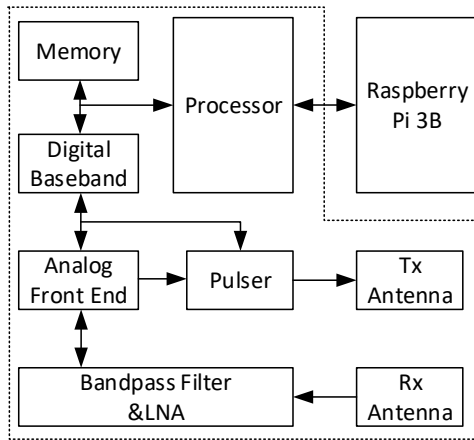 Memory
Processor
Raspberry
Pi 3B
Digital
Baseband
Analog
Front End
Pulser
Tx
Antenna
Bandpass Filter
&LNA
Rx
Antenna